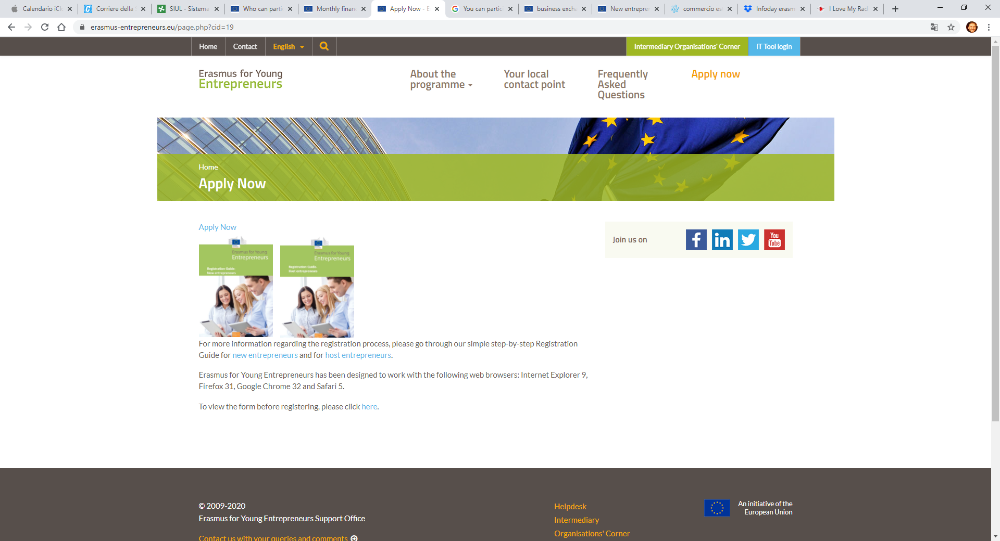 Calendario iCl
Corriere della
SIUL - Sistema
Who can parti
Monthly finan
Apply Now - E
You can partic
business excha
New entrepre
commercio es
Infoday erasm
I Love My Rad
erasmus-entrepreneurs.eu/page.php?cid=19
Home
Contact
English
Intermediary Organisations' Corner
IT Tool login
Erasmus for Young
Entrepreneurs
About the
programme
Your local
contact point
Frequently
Asked
Questions
Apply now
Home
Apply Now
Apply Now
Erasmus for Young
Entrepreneurs
Registration Guide-
New entrepreneurs
Erasmus for Young
Entrepreneurs
Registration Guide-
Host entrepreneurs
Join us on
You
Tube
For more information regarding the registration process, please go through our simple step-by-step Registration
Guide for new entrepreneurs and for host entrepreneurs.
Erasmus for Young Entrepreneurs has been designed to work with the following web browsers: Internet Explorer 9,
Firefox 31, Google Chrome 32 and Safari 5.
To view the form before registering, please click here.
© 2009-2020
Erasmus for Young Entrepreneurs Support Office
Contact us with your queries and comments
Helpdesk
Intermediary
Organisations' Corner
An initiative of the
European Union